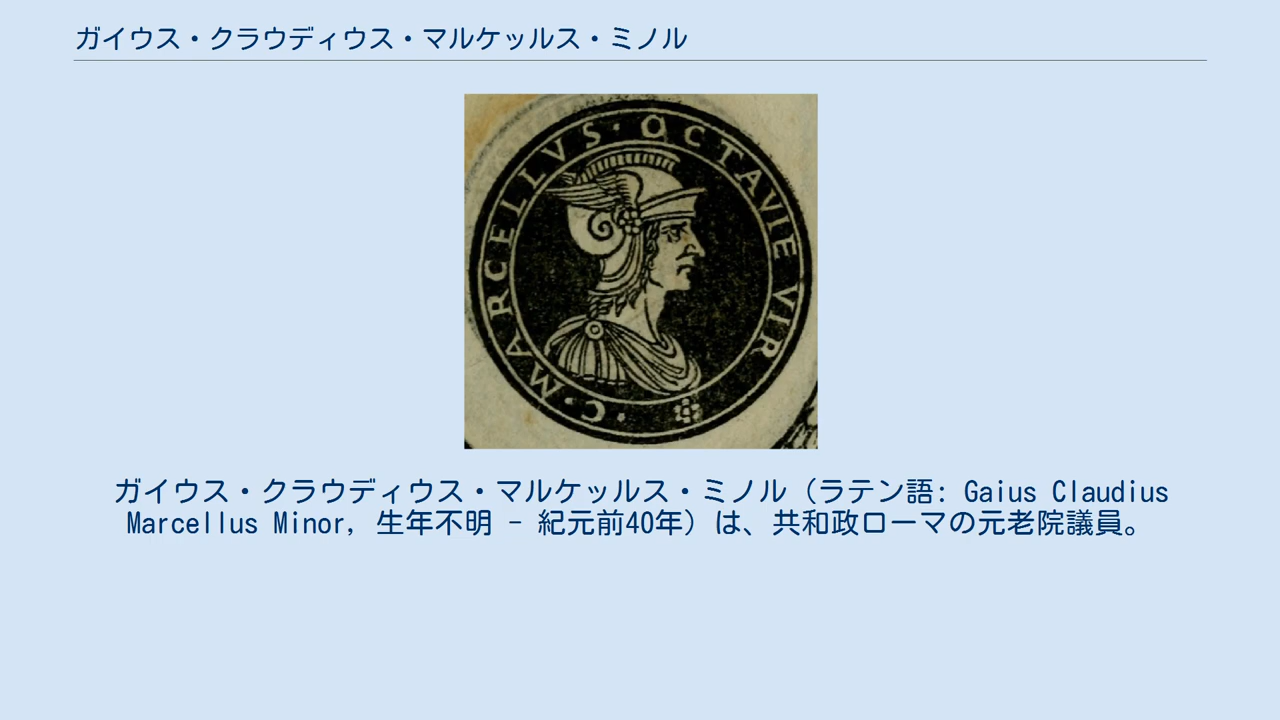 ガイウス・クラウディウス・マルケッルス・ミノル
C·MARCELLVS·OCTAVIE VIR
ガイウス・クラウディウス・マルケッルス・ミノル（ラテン語: Gaius Claudius
Marcellus Minor, 生年不明 - 紀元前40年）は、共和政ローマの元老院議員。